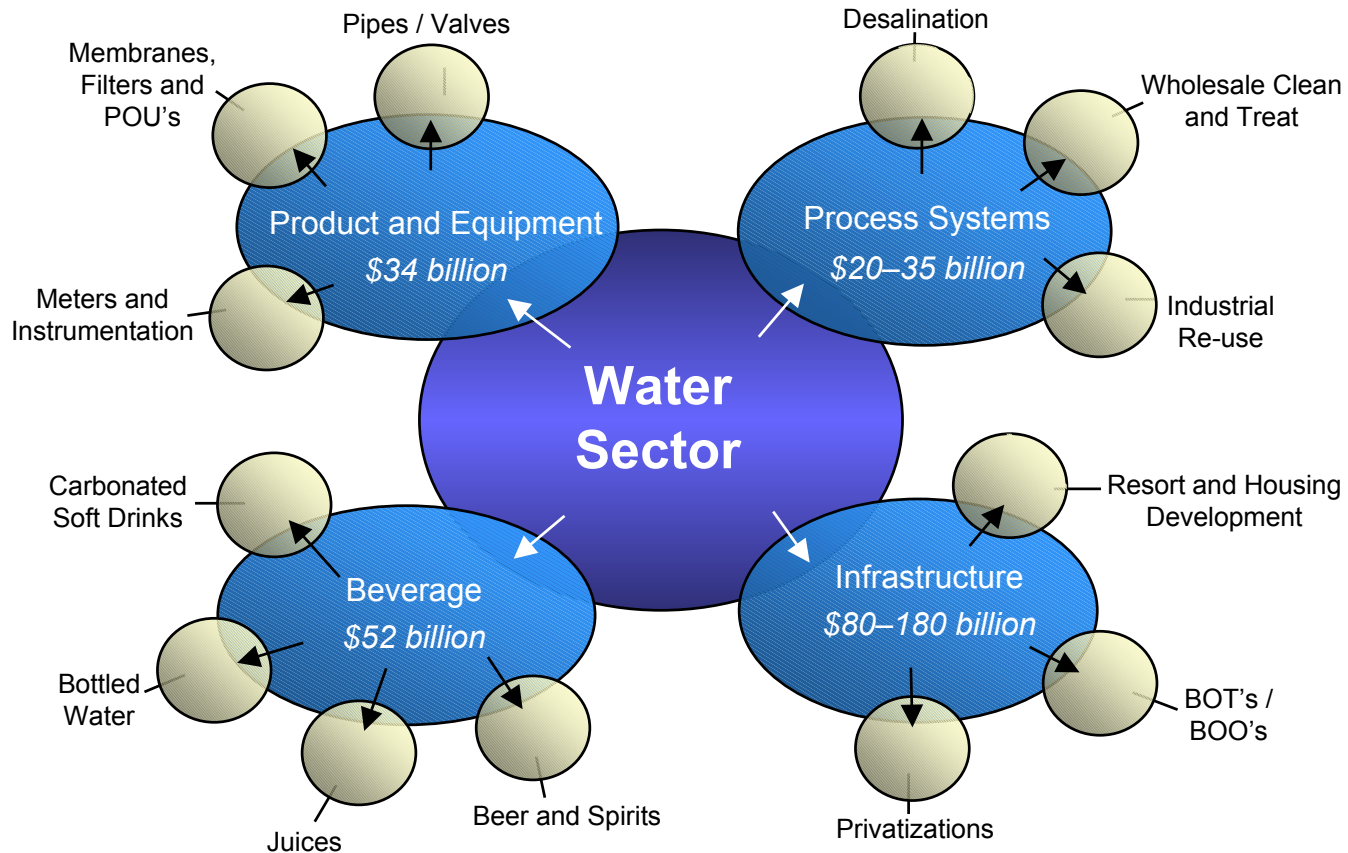 Pipes / Valves
Membranes,
Filters and
POU's
Product and Equipment
$34 billion
Meters and
Instrumentation
Desalination
Wholesale Clean
and Treat
Process Systems
$20–35 billion
Industrial
Re-use
Water
Sector
Carbonated
Soft Drinks
Beverage
$52 billion
Bottled
Water
Juices
Beer and Spirits
Resort and Housing
Development
Infrastructure
$80–180 billion
BOT's /
BOO's
Privatizations